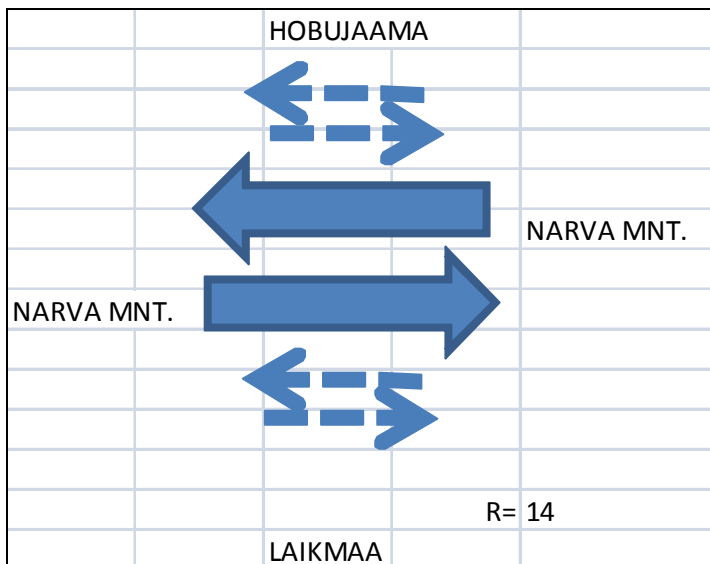 HOBUJAAMA
NARVA MNT.
NARVA MNT.
R= 14
LAIKMAA